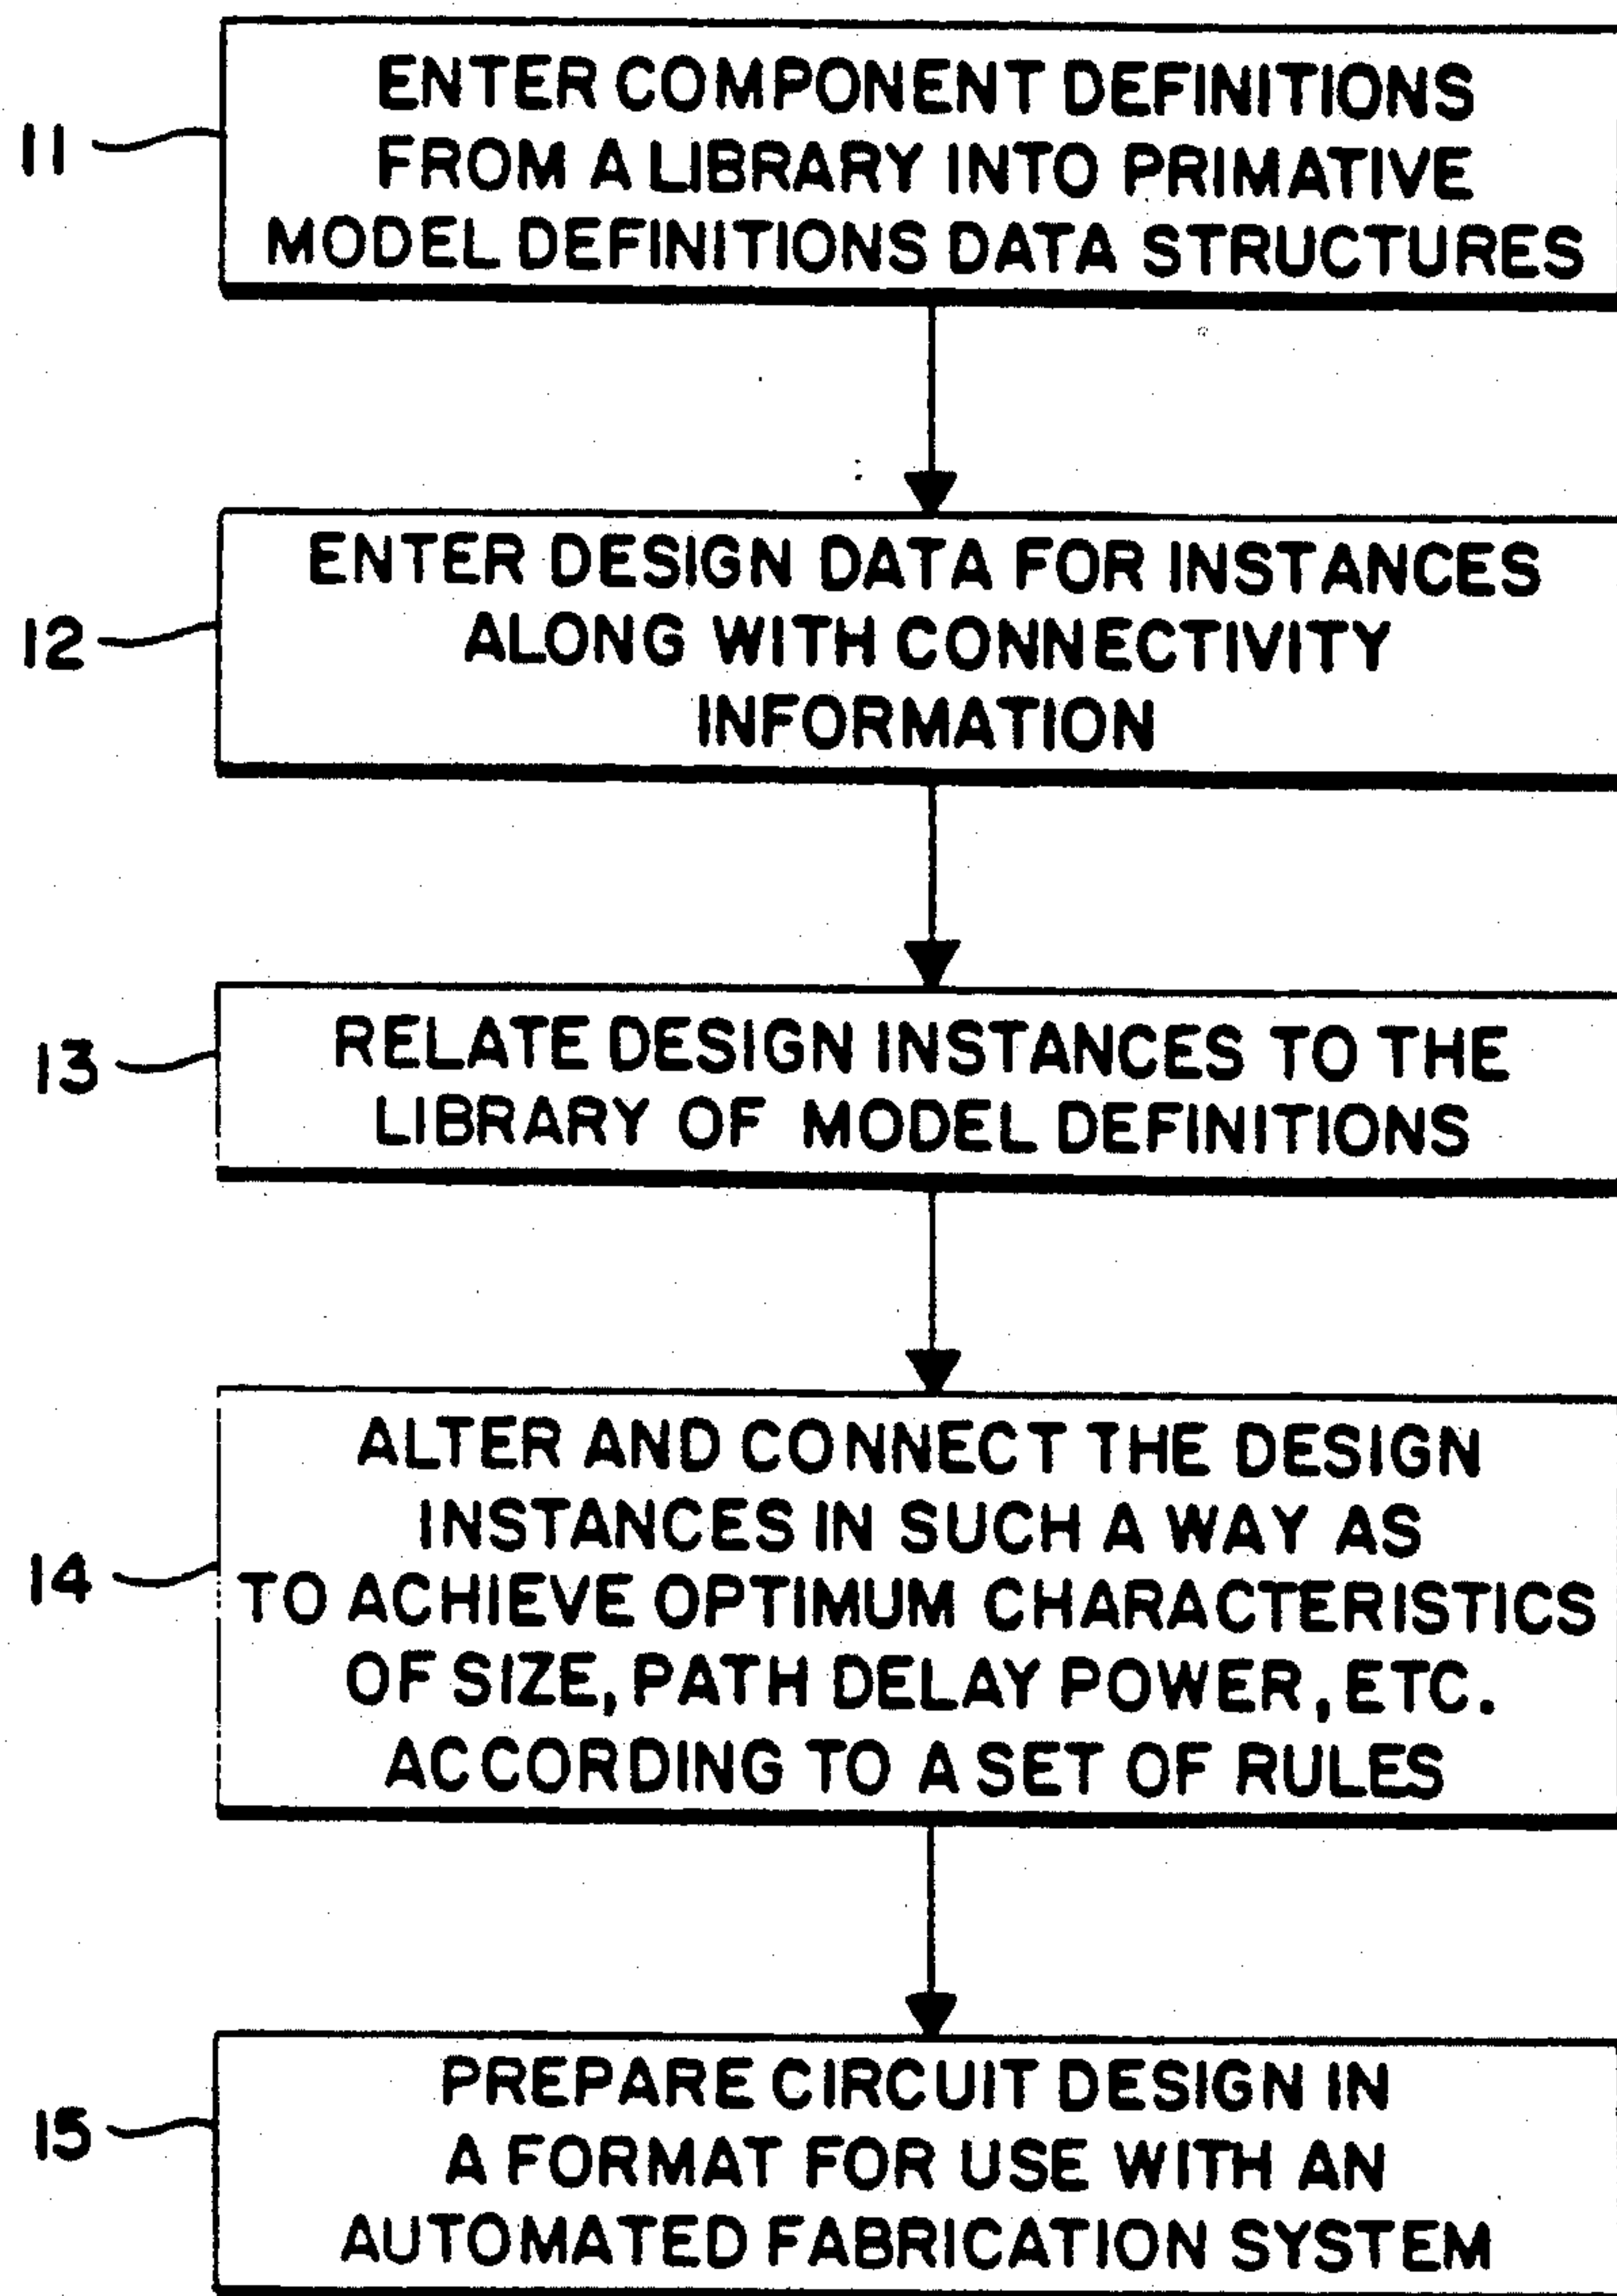 11
ENTER COMPONENT DEFINITIONS
FROM A LIBRARY INTO PRIMATIVE
MODEL DEFINITIONS DATA STRUCTURES
12
ENTER DESIGN DATA FOR INSTANCES
ALONG WITH CONNECTIVITY
INFORMATION
13
RELATE DESIGN INSTANCES TO THE
LIBRARY OF MODEL DEFINITIONS
14
ALTER AND CONNECT THE DESIGN
INSTANCES IN SUCH A WAY AS
TO ACHIEVE OPTIMUM CHARACTERISTICS
OF SIZE, PATH DELAY POWER, ETC.
ACCORDING TO A SET OF RULES
15
PREPARE CIRCUIT DESIGN IN
A FORMAT FOR USE WITH AN
AUTOMATED FABRICATION SYSTEM